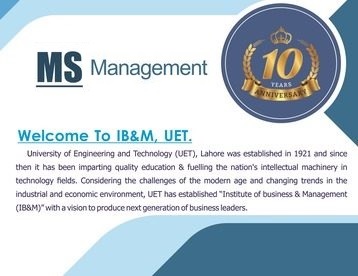 MS Management
10
YEARS
ANNIVERSARY
Welcome To IB&M, UET.
University of Engineering and Technology (UET), Lahore was established in 1921 and since
then it has been imparting quality education & fuelling the nation's intellectual machinery in
technology fields. Considering the challenges of the modern age and changing trends in the
industrial and economic environment, UET has established "Institute of business & Management
(IB&M)" with a vision to produce next generation of business leaders.